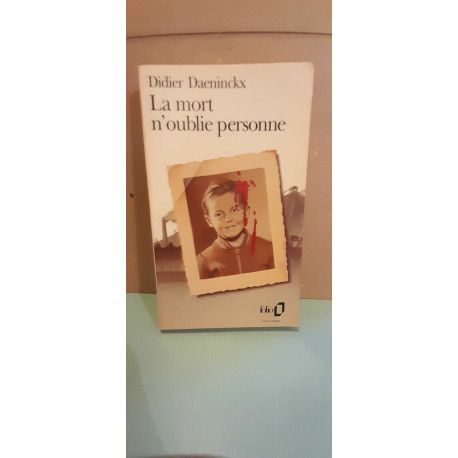 Didier Daeninckx
La mort
n'oublie personne
folio